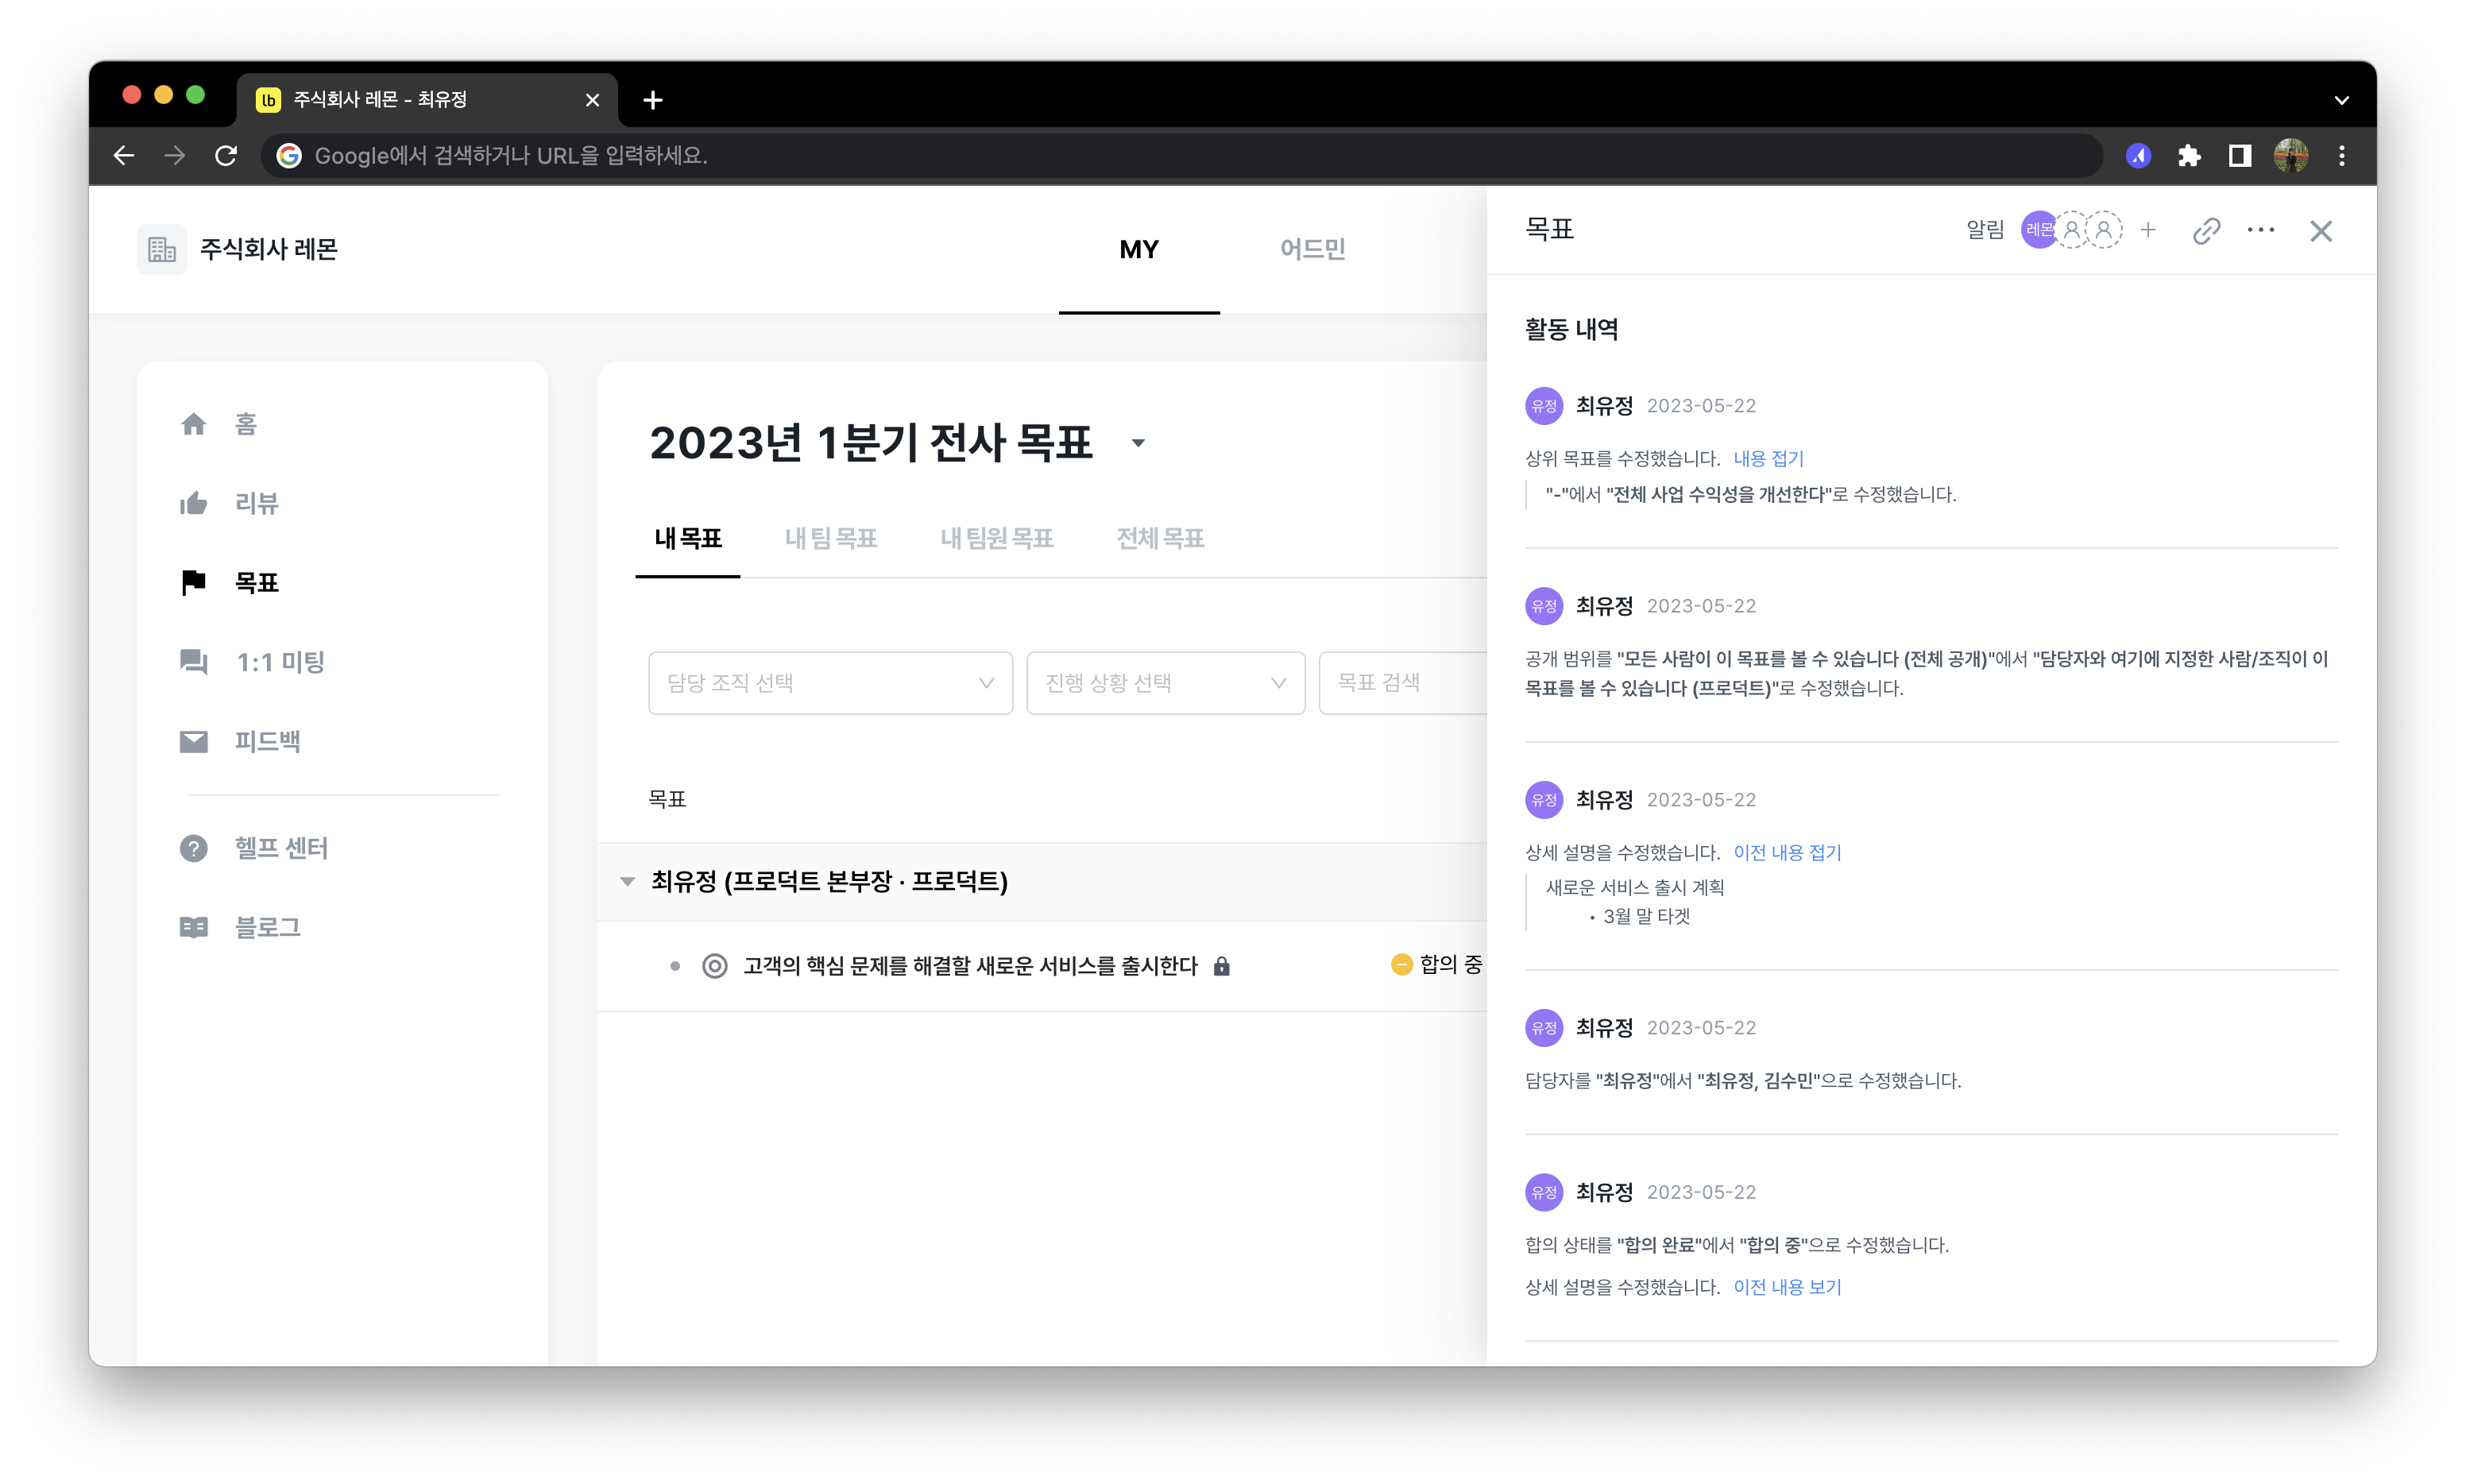 lb 주식회사 레몬 - 최유정
Google에서 검색하거나 URL을 입력하세요.
주식회사 레몬
MY
어드민
홈
리뷰
목표
1:1 미팅
피드백
헬프 센터
블로그
2023년 1분기 전사 목표
내 목표 내 팀 목표 내 팀원 목표 전체 목표
담당 조직 선택 진행 상황 선택 목표 검색
목표
최유정 (프로덕트 본부장 · 프로덕트)
고객의 핵심 문제를 해결할 새로운 서비스를 출시한다 합의 중
목표 알림 레몬
활동 내역
유정 최유정 2023-05-22
상위 목표를 수정했습니다. 내용 접기
"-"에서 "전체 사업 수익성을 개선한다"로 수정했습니다.
유정 최유정 2023-05-22
공개 범위를 "모든 사람이 이 목표를 볼 수 있습니다 (전체 공개)"에서 "담당자와 여기에 지정한 사람/조직이 이
목표를 볼 수 있습니다 (프로덕트)"로 수정했습니다.
유정 최유정 2023-05-22
상세 설명을 수정했습니다. 이전 내용 접기
새로운 서비스 출시 계획
• 3월 말 타겟
유정 최유정 2023-05-22
담당자를 "최유정"에서 "최유정, 김수민"으로 수정했습니다.
유정 최유정 2023-05-22
합의 상태를 "합의 완료"에서 "합의 중"으로 수정했습니다.
상세 설명을 수정했습니다. 이전 내용 보기